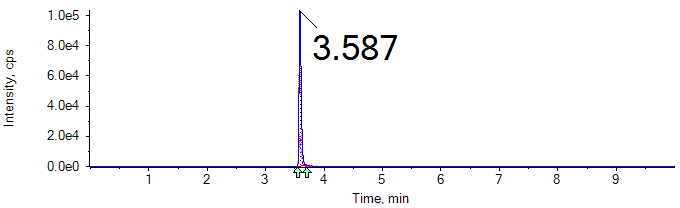 Intensity, cps
1.0e5
8.0e4
6.0e4
4.0e4
2.0e4
0.0e0
3.587
1 2 3 4 5 6 7 8 9
Time, min